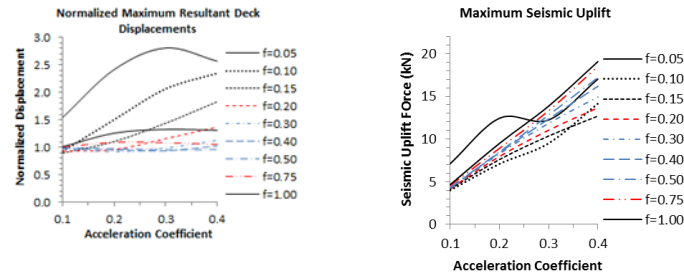 Normalized Maximum Resultant Deck
Displacements
3.0
2.5
2.0
1.5
1.0
0.5
0.0
Normalized Displacement
0.1
0.2
0.3
0.4
Acceleration Coefficient
f=0.05
f=0.10
f=0.15
f=0.20
f=0.30
f=0.40
f=0.50
f=0.75
f=1.00
Maximum Seismic Uplift
20
15
10
5
0
Seismic Uplift FOrce (kN)
0.1
0.2
0.3
0.4
Acceleration Coefficient
f=0.05
f=0.10
f=0.15
f=0.20
f=0.30
f=0.40
f=0.50
f=0.75
f=1.00